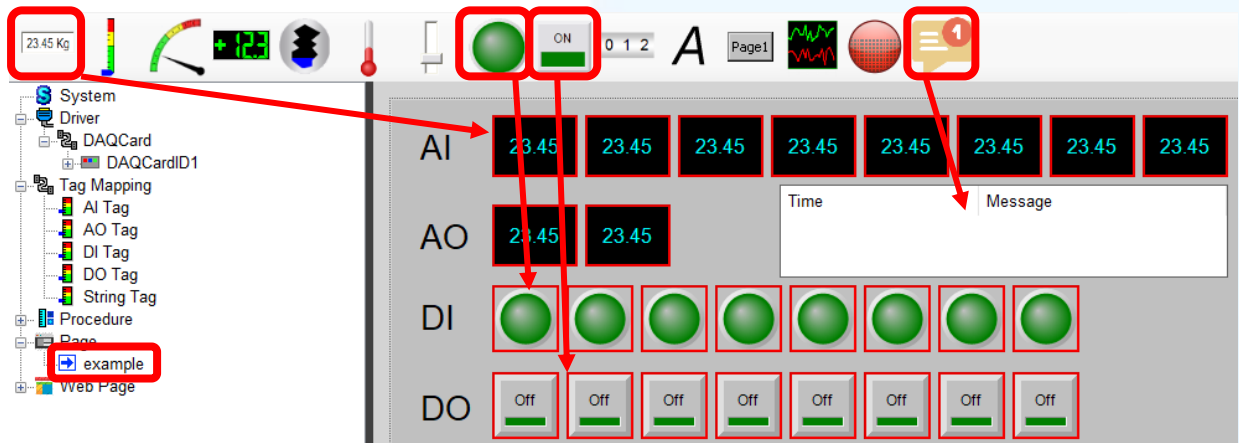 23.45 Kg
+12.3
ON
0 1 2
A
Page1
1
System
Driver
DAQCard
DAQCardID1
Tag Mapping
AI Tag
AO Tag
DI Tag
DO Tag
String Tag
Procedure
Page
example
Web Page
AI 23.45 23.45 23.45 23.45 23.45 23.45 23.45 23.45
Time Message
AO 23.45 23.45
DI
DO Off Off Off Off Off Off Off Off